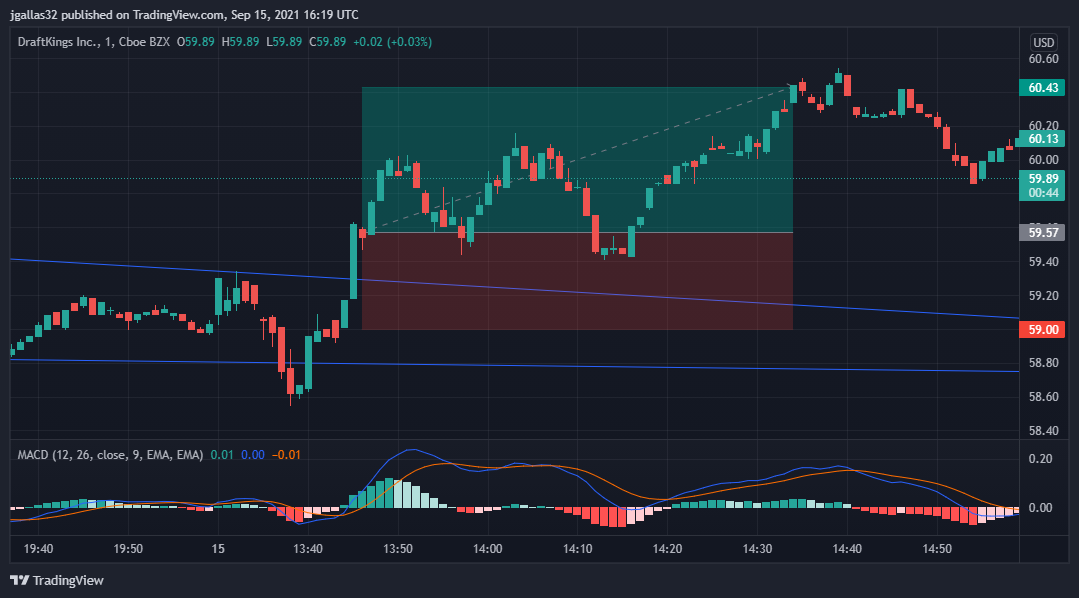 jgallas32 published on TradingView.com, Sep 15, 2021 16:19 UTC
DraftKings Inc., 1, Cboe BZX O59.89 H59.89 L59.89 C59.89 +0.02 (+0.03%)
USD
60.60
60.43
60.20
60.13
60.00
59.89
00:44
59.57
59.40
59.20
59.00
58.80
58.60
58.40
MACD (12, 26, close, 9, EMA, EMA) 0.01 0.00 −0.01
0.20
0.00
19:40 19:50 15 13:40 13:50 14:00 14:10 14:20 14:30 14:40 14:50
TradingView